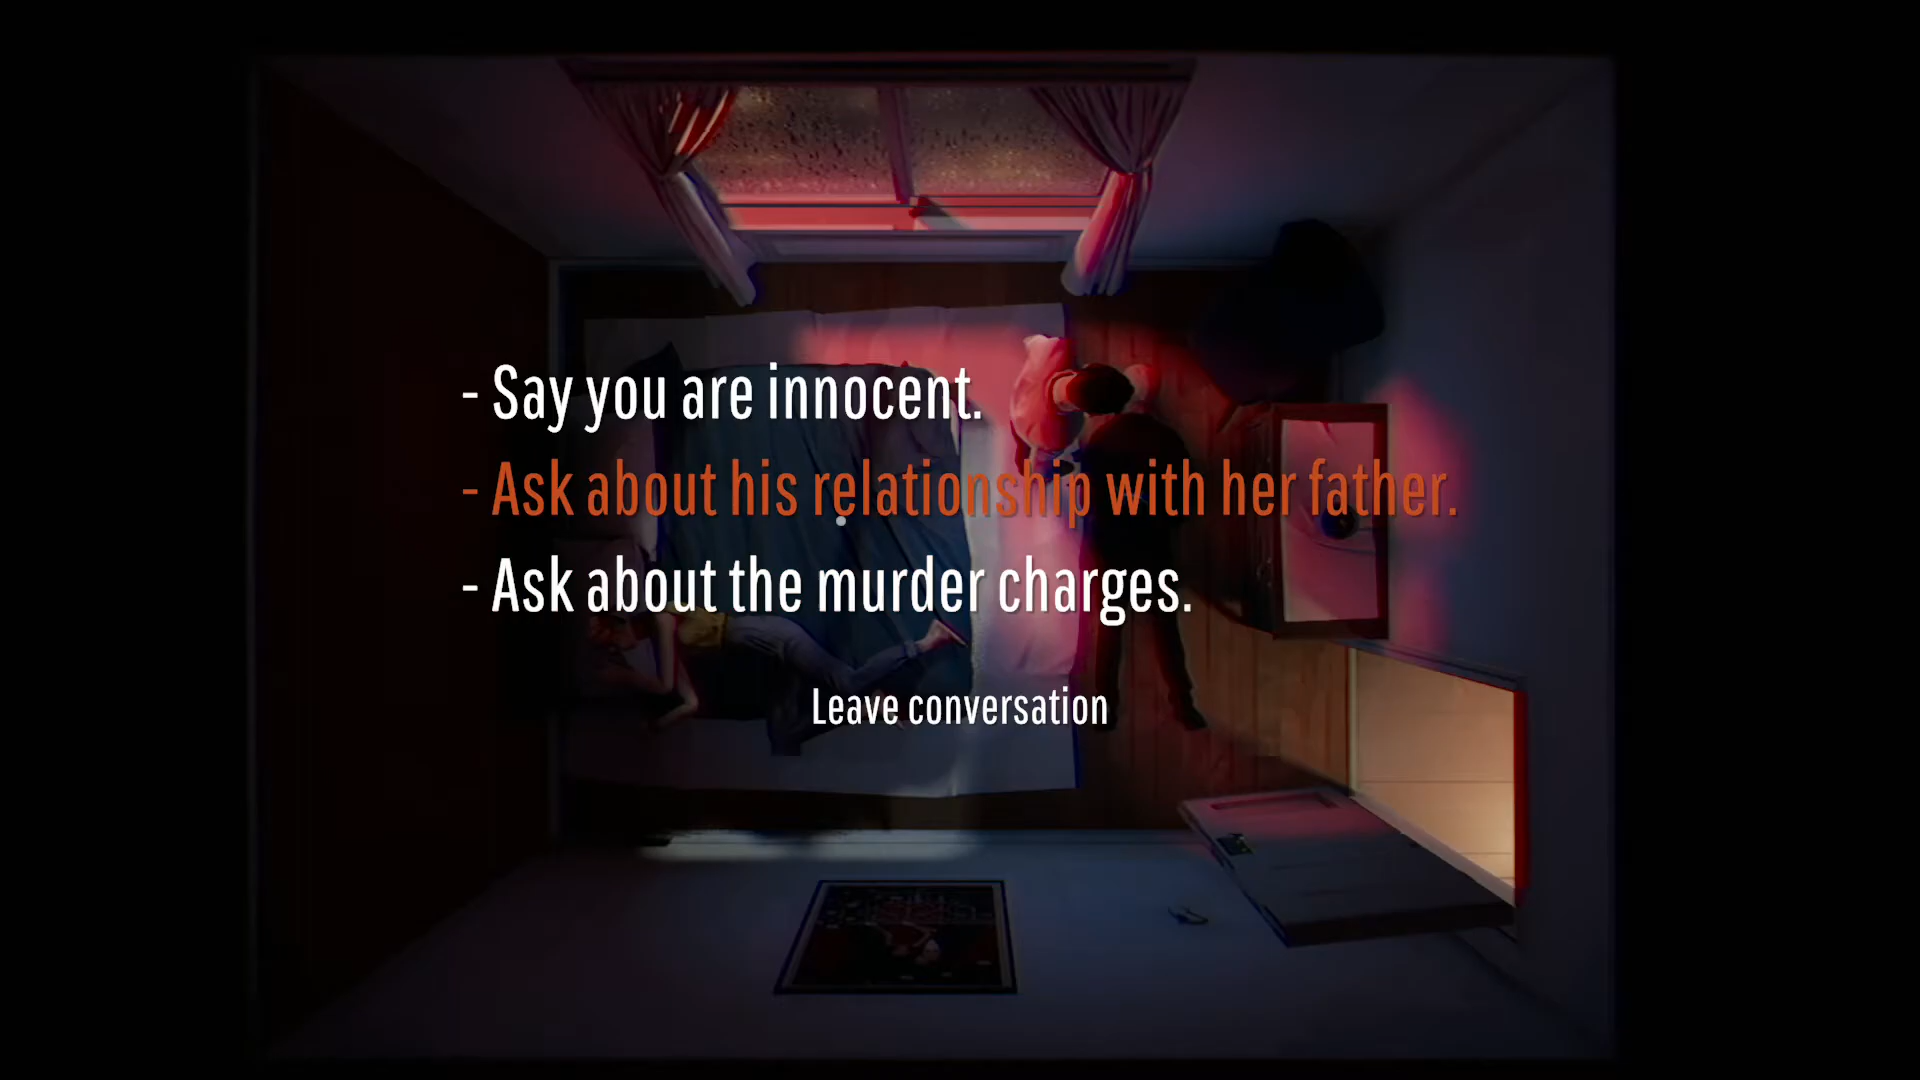 - Say you are innocent.
- Ask about his relationship with her father.
- Ask about the murder charges.
Leave conversation